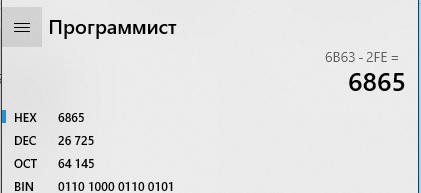 Программист
6B63 - 2FE =
6865
HEX 6865
DEC 26 725
OCT 64 145
BIN 0110 1000 0110 0101